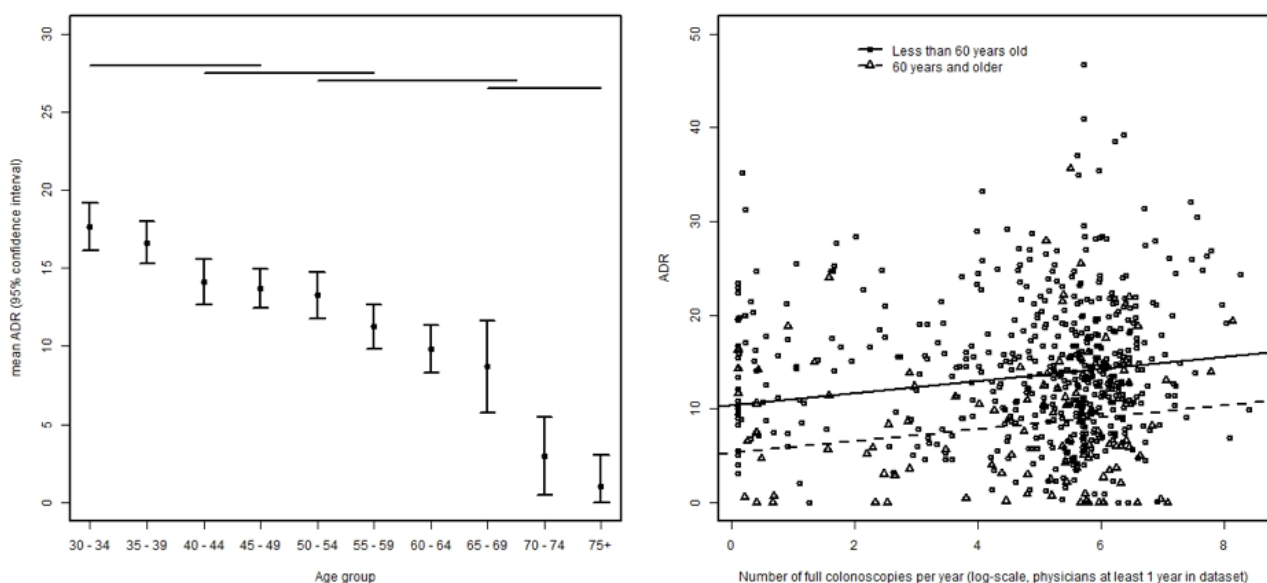 30
25
20
15
10
5
0
mean ADR (95% confidence interval)
30 - 34 35 - 39 40 - 44 45 - 49 50 - 54 55 - 59 60 - 64 65 - 69 70 - 74 75+
Age group
50
40
30
20
10
0
ADR
Less than 60 years old
60 years and older
0 2 4 6 8
Number of full colonoscopies per year (log-scale, physicians at least 1 year in dataset)